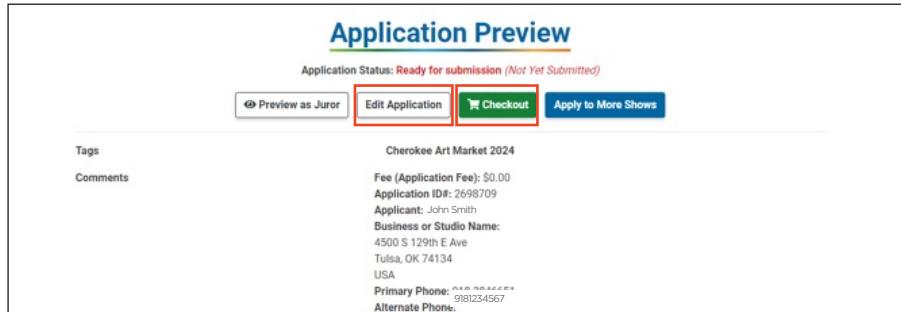 Application Preview
Application Status: Ready for submission (Not Yet Submitted)
Preview as Juror Edit Application Checkout Apply to More Shows
Tags Cherokee Art Market 2024
Comments Fee (Application Fee): $0.00
Application ID#: 2698709
Applicant: John Smith
Business or Studio Name:
4500 S 129th E Ave
Tulsa, OK 74134
USA
Primary Phone:
9181234567
Alternate Phone: